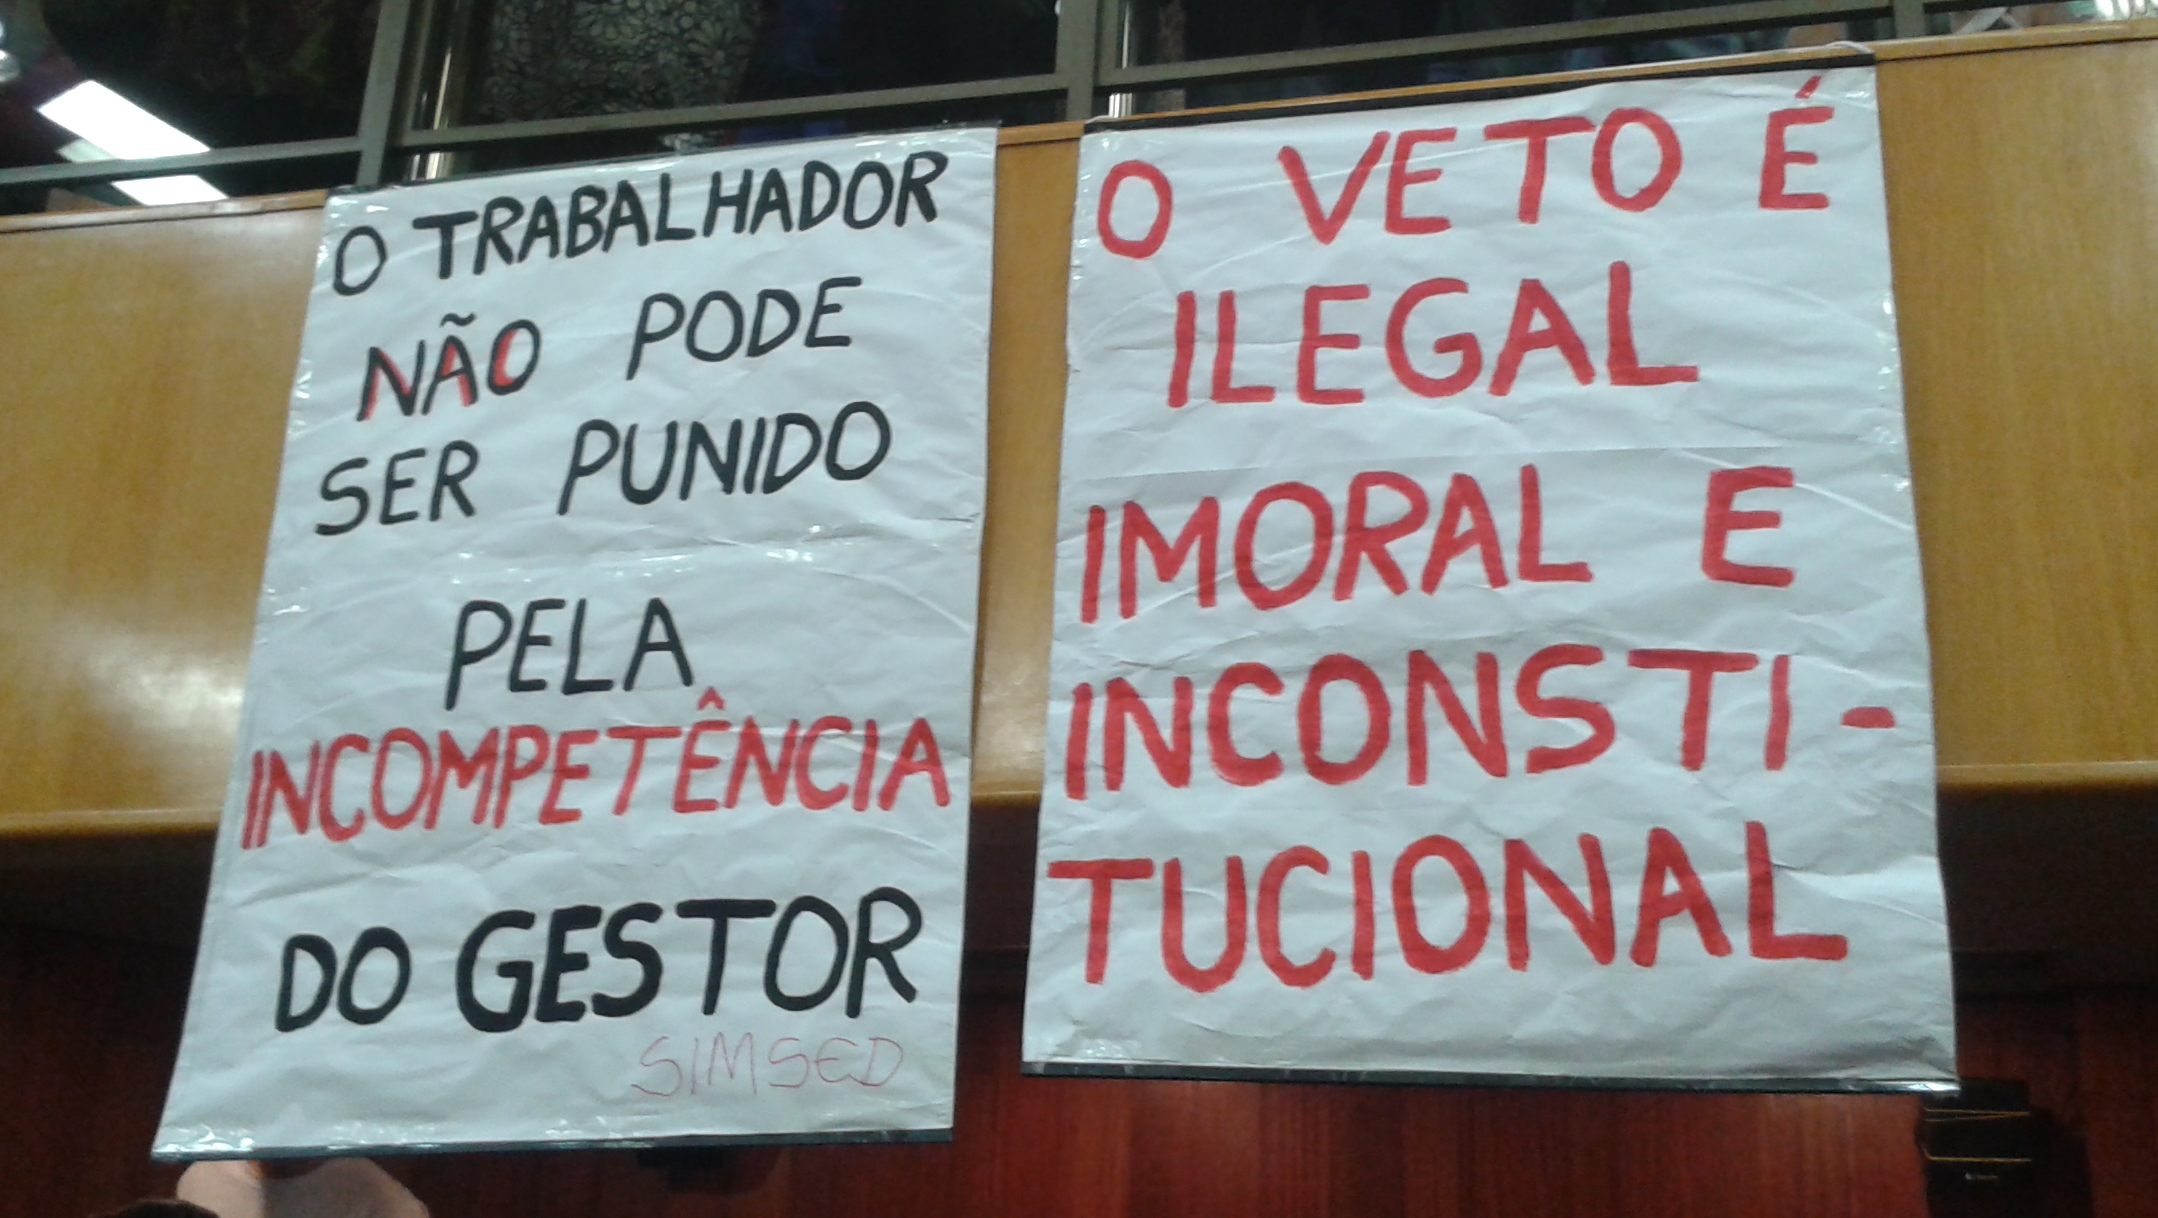 O TRABALHADOR
NÃO PODE
SER PUNIDO
PELA
INCOMPETÊNCIA
DO GESTOR
SIMSED
O VETO É
ILEGAL
IMORAL E
INCONSTI-
TUCIONAL